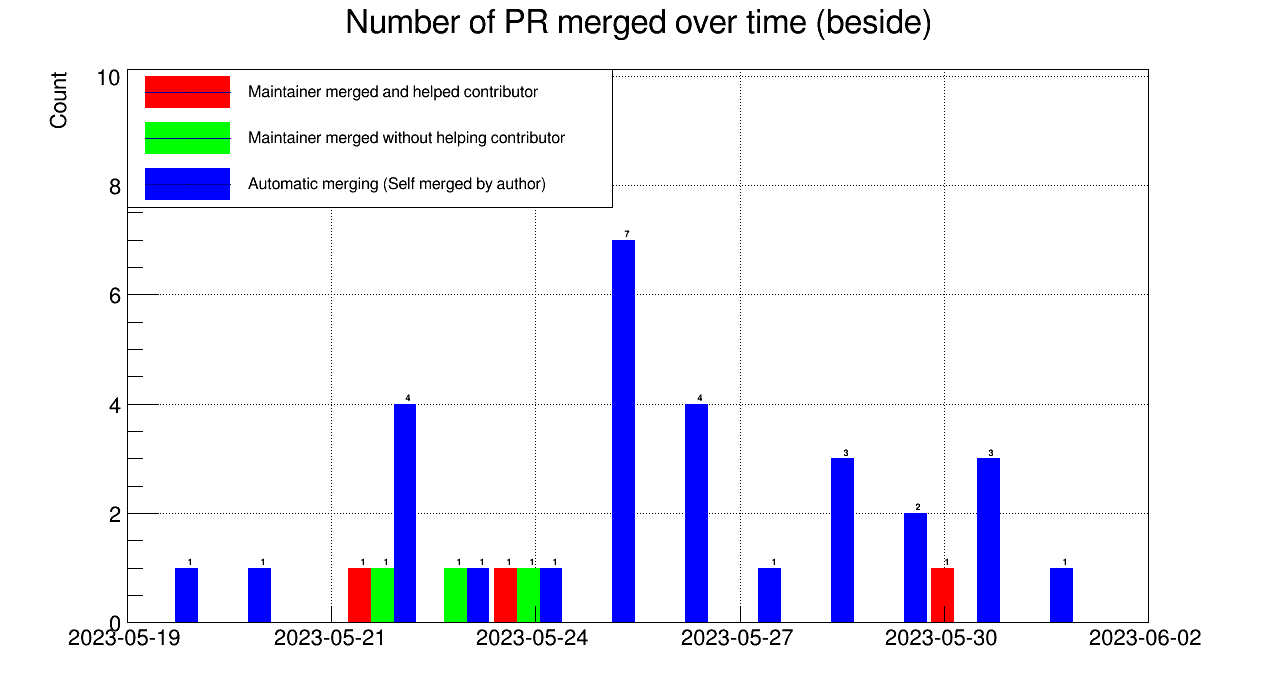 Number of PR merged over time (beside)
Count
10
Maintainer merged and helped contributor
Maintainer merged without helping contributor
8
Automatic merging (Self merged by author)
7
6
4 4 4
3 3
2 2
1 1 1 1 1 1 1 1 1 1 1 1
0
2023-05-19 2023-05-21 2023-05-24 2023-05-27 2023-05-30 2023-06-02